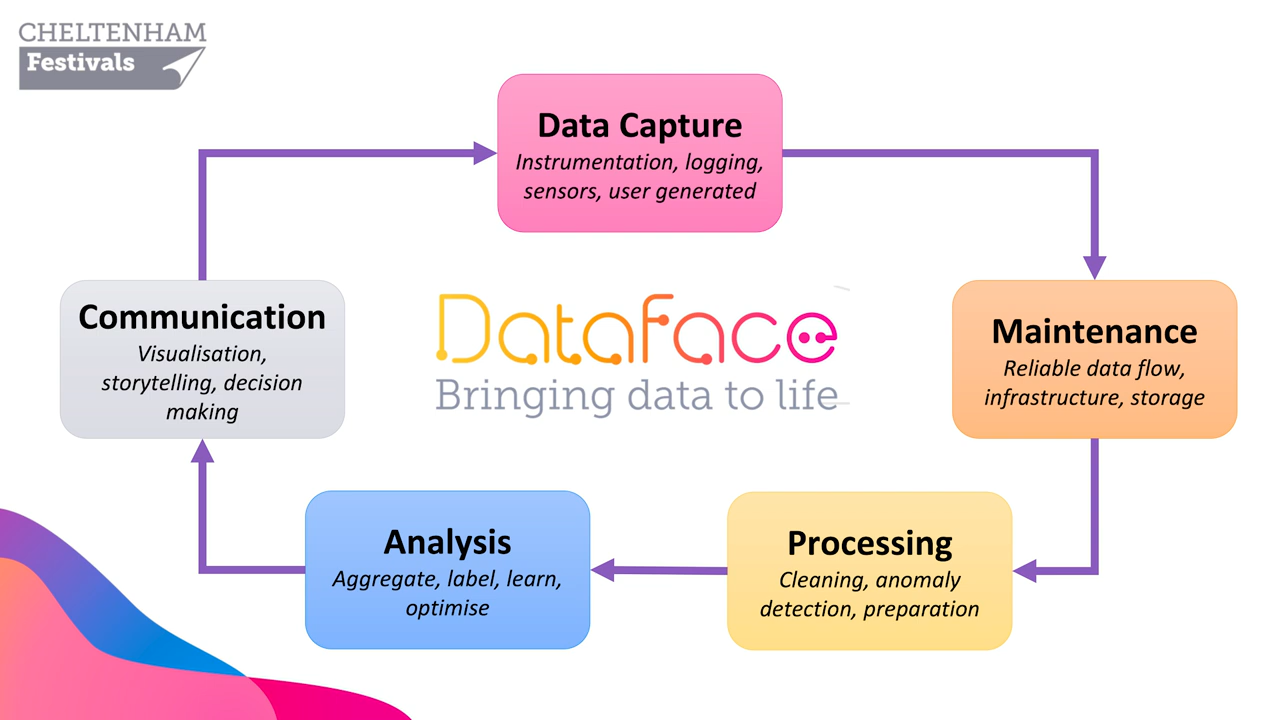 CHELTENHAM
Festivals
Data Capture
Instrumentation, logging,
sensors, user generated
Communication
Visualisation,
storytelling, decision
making
Dataface
Bringing data to life
Maintenance
Reliable data flow,
infrastructure, storage
Analysis
Aggregate, label, learn,
optimise
Processing
Cleaning, anomaly
detection, preparation